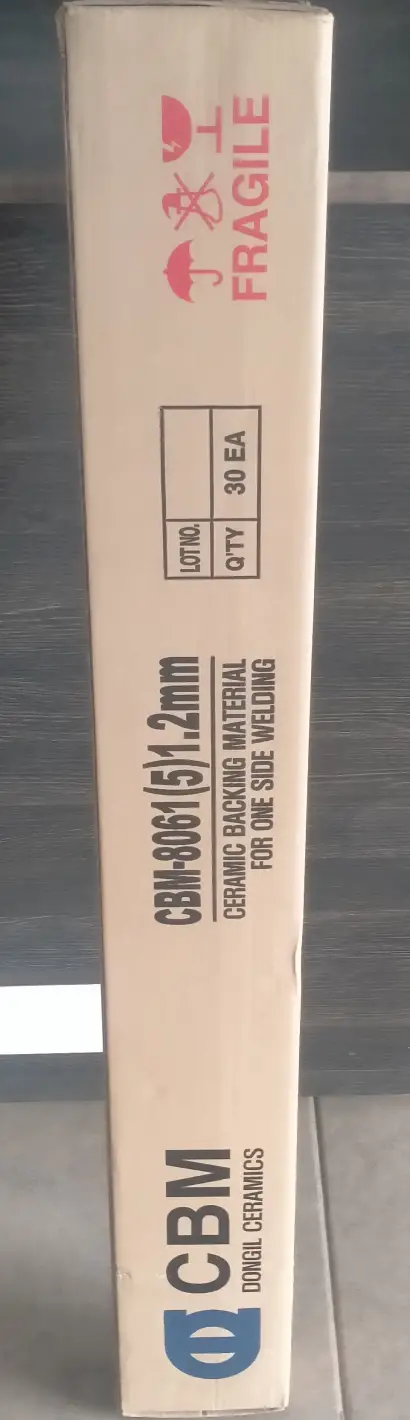 CBM
DONGIL CERAMICS
CBM-8061(5)1.2mm
CERAMIC BACKING MATERIAL
FOR ONE SIDE WELDING
LOT NO.
Q'TY 30 EA
FRAGILE